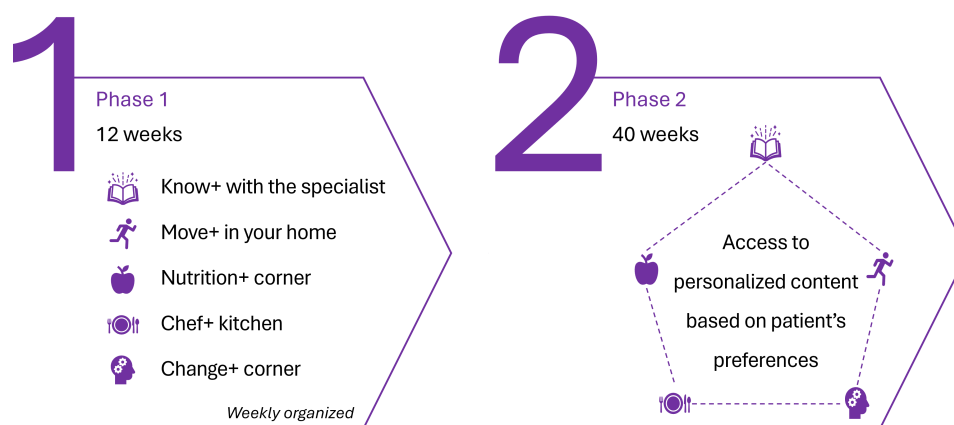 1
Phase 1
12 weeks
Know+ with the specialist
Move+ in your home
Nutrition+ corner
Chef+ kitchen
Change+ corner
Weekly organized
2
Phase 2
40 weeks
Access to
personalized content
based on patient’s
preferences